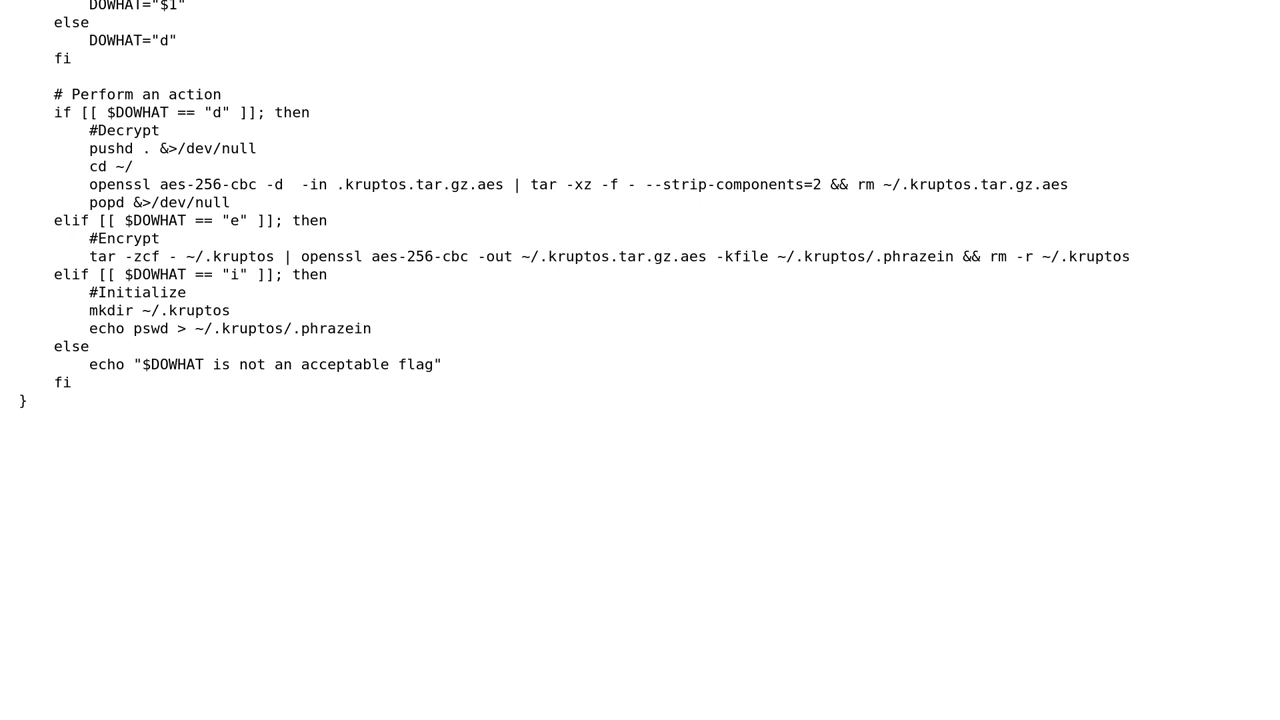 DOWHAT="$1"
    else
        DOWHAT="d"
    fi

    # Perform an action
    if [[ $DOWHAT == "d" ]]; then
        #Decrypt
        pushd . &>/dev/null
        cd ~/
        openssl aes-256-cbc -d  -in .kruptos.tar.gz.aes | tar -xz -f - --strip-components=2 && rm ~/.kruptos.tar.gz.aes
        popd &>/dev/null
    elif [[ $DOWHAT == "e" ]]; then
        #Encrypt
        tar -zcf - ~/.kruptos | openssl aes-256-cbc -out ~/.kruptos.tar.gz.aes -kfile ~/.kruptos/.phrazein && rm -r ~/.kruptos
    elif [[ $DOWHAT == "i" ]]; then
        #Initialize
        mkdir ~/.kruptos
        echo pswd > ~/.kruptos/.phrazein
    else
        echo "$DOWHAT is not an acceptable flag"
    fi
}